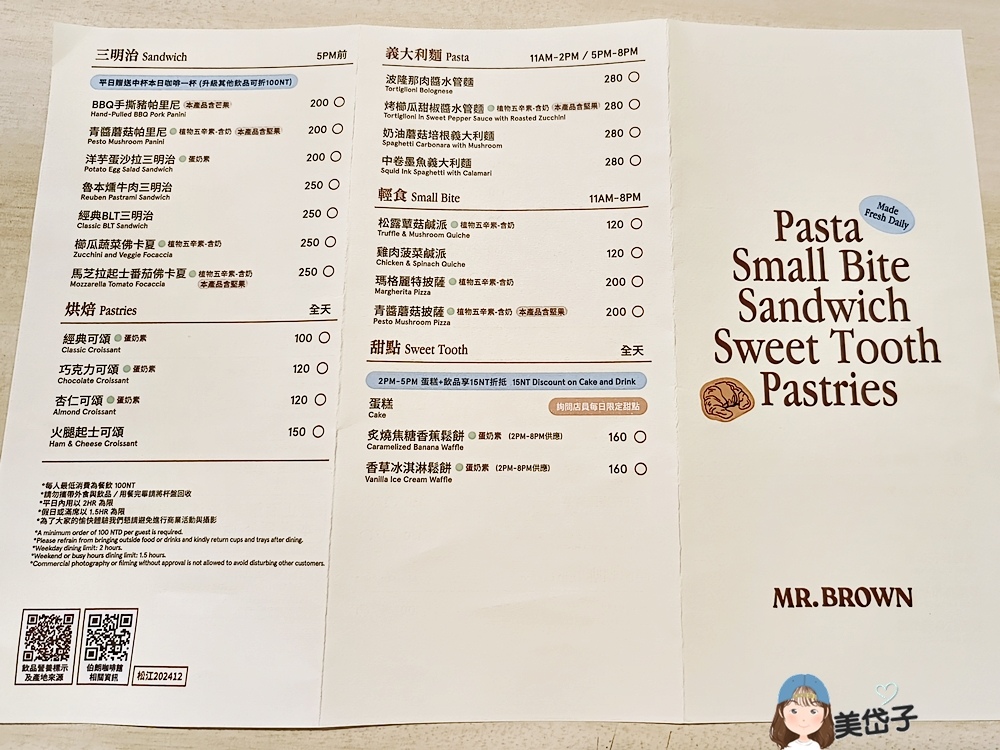 三明治 Sandwich 5PM前
平日贈送中杯本日咖啡一杯 (升級其他飲品可折100NT)
BBQ手撕豬帕里尼 本產品含芒果 200
Hand-Pulled BBQ Pork Panini
青醬蘑菇帕里尼 植物五辛素·含奶 本產品含堅果 200
Pesto Mushroom Panini
洋芋蛋沙拉三明治 蛋奶素 200
Potato Egg Salad Sandwich
魯本燻牛肉三明治 250
Reuben Pastrami Sandwich
經典BLT三明治 250
Classic BLT Sandwich
櫛瓜蔬菜佛卡夏 植物五辛素·含奶 250
Zucchini and Veggie Focaccia
馬芝拉起士番茄佛卡夏 植物五辛素·含奶 250
Mozzarella Tomato Focaccia 本產品含堅果
烘焙 Pastries 全天
經典可頌 蛋奶素 100
Classic Croissant
巧克力可頌 蛋奶素 120
Chocolate Croissant
杏仁可頌 蛋奶素 120
Almond Croissant
火腿起士可頌 150
Ham & Cheese Croissant
*每人最低消費為餐飲 100NT
*請勿攜帶外食與飲品 / 用餐完畢請將杯盤回收
*平日內用以 2HR 為限
*假日或滿席以 1.5HR 為限
*為了大家的愉快體驗我們懇請避免進行商業活動與攝影
*A minimum order of 100 NTD per guest is required.
*Please refrain from bringing outside food or drinks and kindly return cups and trays after dining.
*Weekday dining limit: 2 hours.
*Weekend or busy hours dining limit: 1.5 hours.
*Commercial photography or filming without approval is not allowed to avoid disturbing other customers.
飲品營養標示
及產地來源
伯朗咖啡館
相關資訊
松江202412
義大利麵 Pasta 11AM-2PM / 5PM-8PM
波隆那肉醬水管麵 280
Tortiglioni Bolognese
烤櫛瓜甜椒醬水管麵 植物五辛素·含奶 本產品含堅果 280
Tortiglioni in Sweet Pepper Sauce with Roasted Zucchini
奶油蘑菇培根義大利麵 280
Spaghetti Carbonara with Mushroom
中卷墨魚義大利麵 280
Squid Ink Spaghetti with Calamari
輕食 Small Bite 11AM-8PM
松露蕈菇鹹派 植物五辛素·含奶 120
Truffle & Mushroom Quiche
雞肉菠菜鹹派 120
Chicken & Spinach Quiche
瑪格麗特披薩 植物五辛素·含奶 200
Margherita Pizza
青醬蘑菇披薩 植物五辛素·含奶 本產品含堅果 200
Pesto Mushroom Pizza
甜點 Sweet Tooth 全天
2PM-5PM 蛋糕+飲品享15NT折抵 15NT Discount on Cake and Drink
蛋糕 詢問店員每日限定甜點
Cake
炙燒焦糖香蕉鬆餅 蛋奶素 (2PM-8PM供應) 160
Caramelized Banana Waffle
香草冰淇淋鬆餅 蛋奶素 (2PM-8PM供應) 160
Vanilla Ice Cream Waffle
Made
Fresh Daily
Pasta
Small Bite
Sandwich
Sweet Tooth
Pastries
MR. BROWN
美岱子